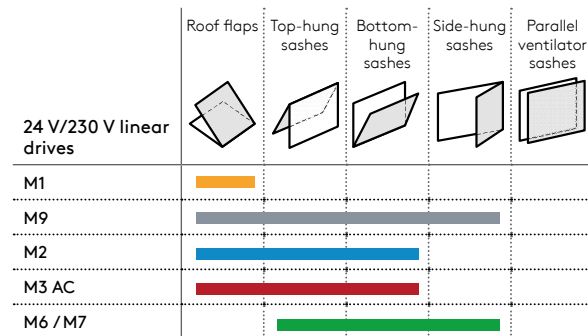 Roof flaps
Top-hung
sashes
Bottom-
hung
sashes
Side-hung
sashes
Parallel
ventilator
sashes
24 V/230 V linear
drives
M1
M9
M2
M3 AC
M6 / M7